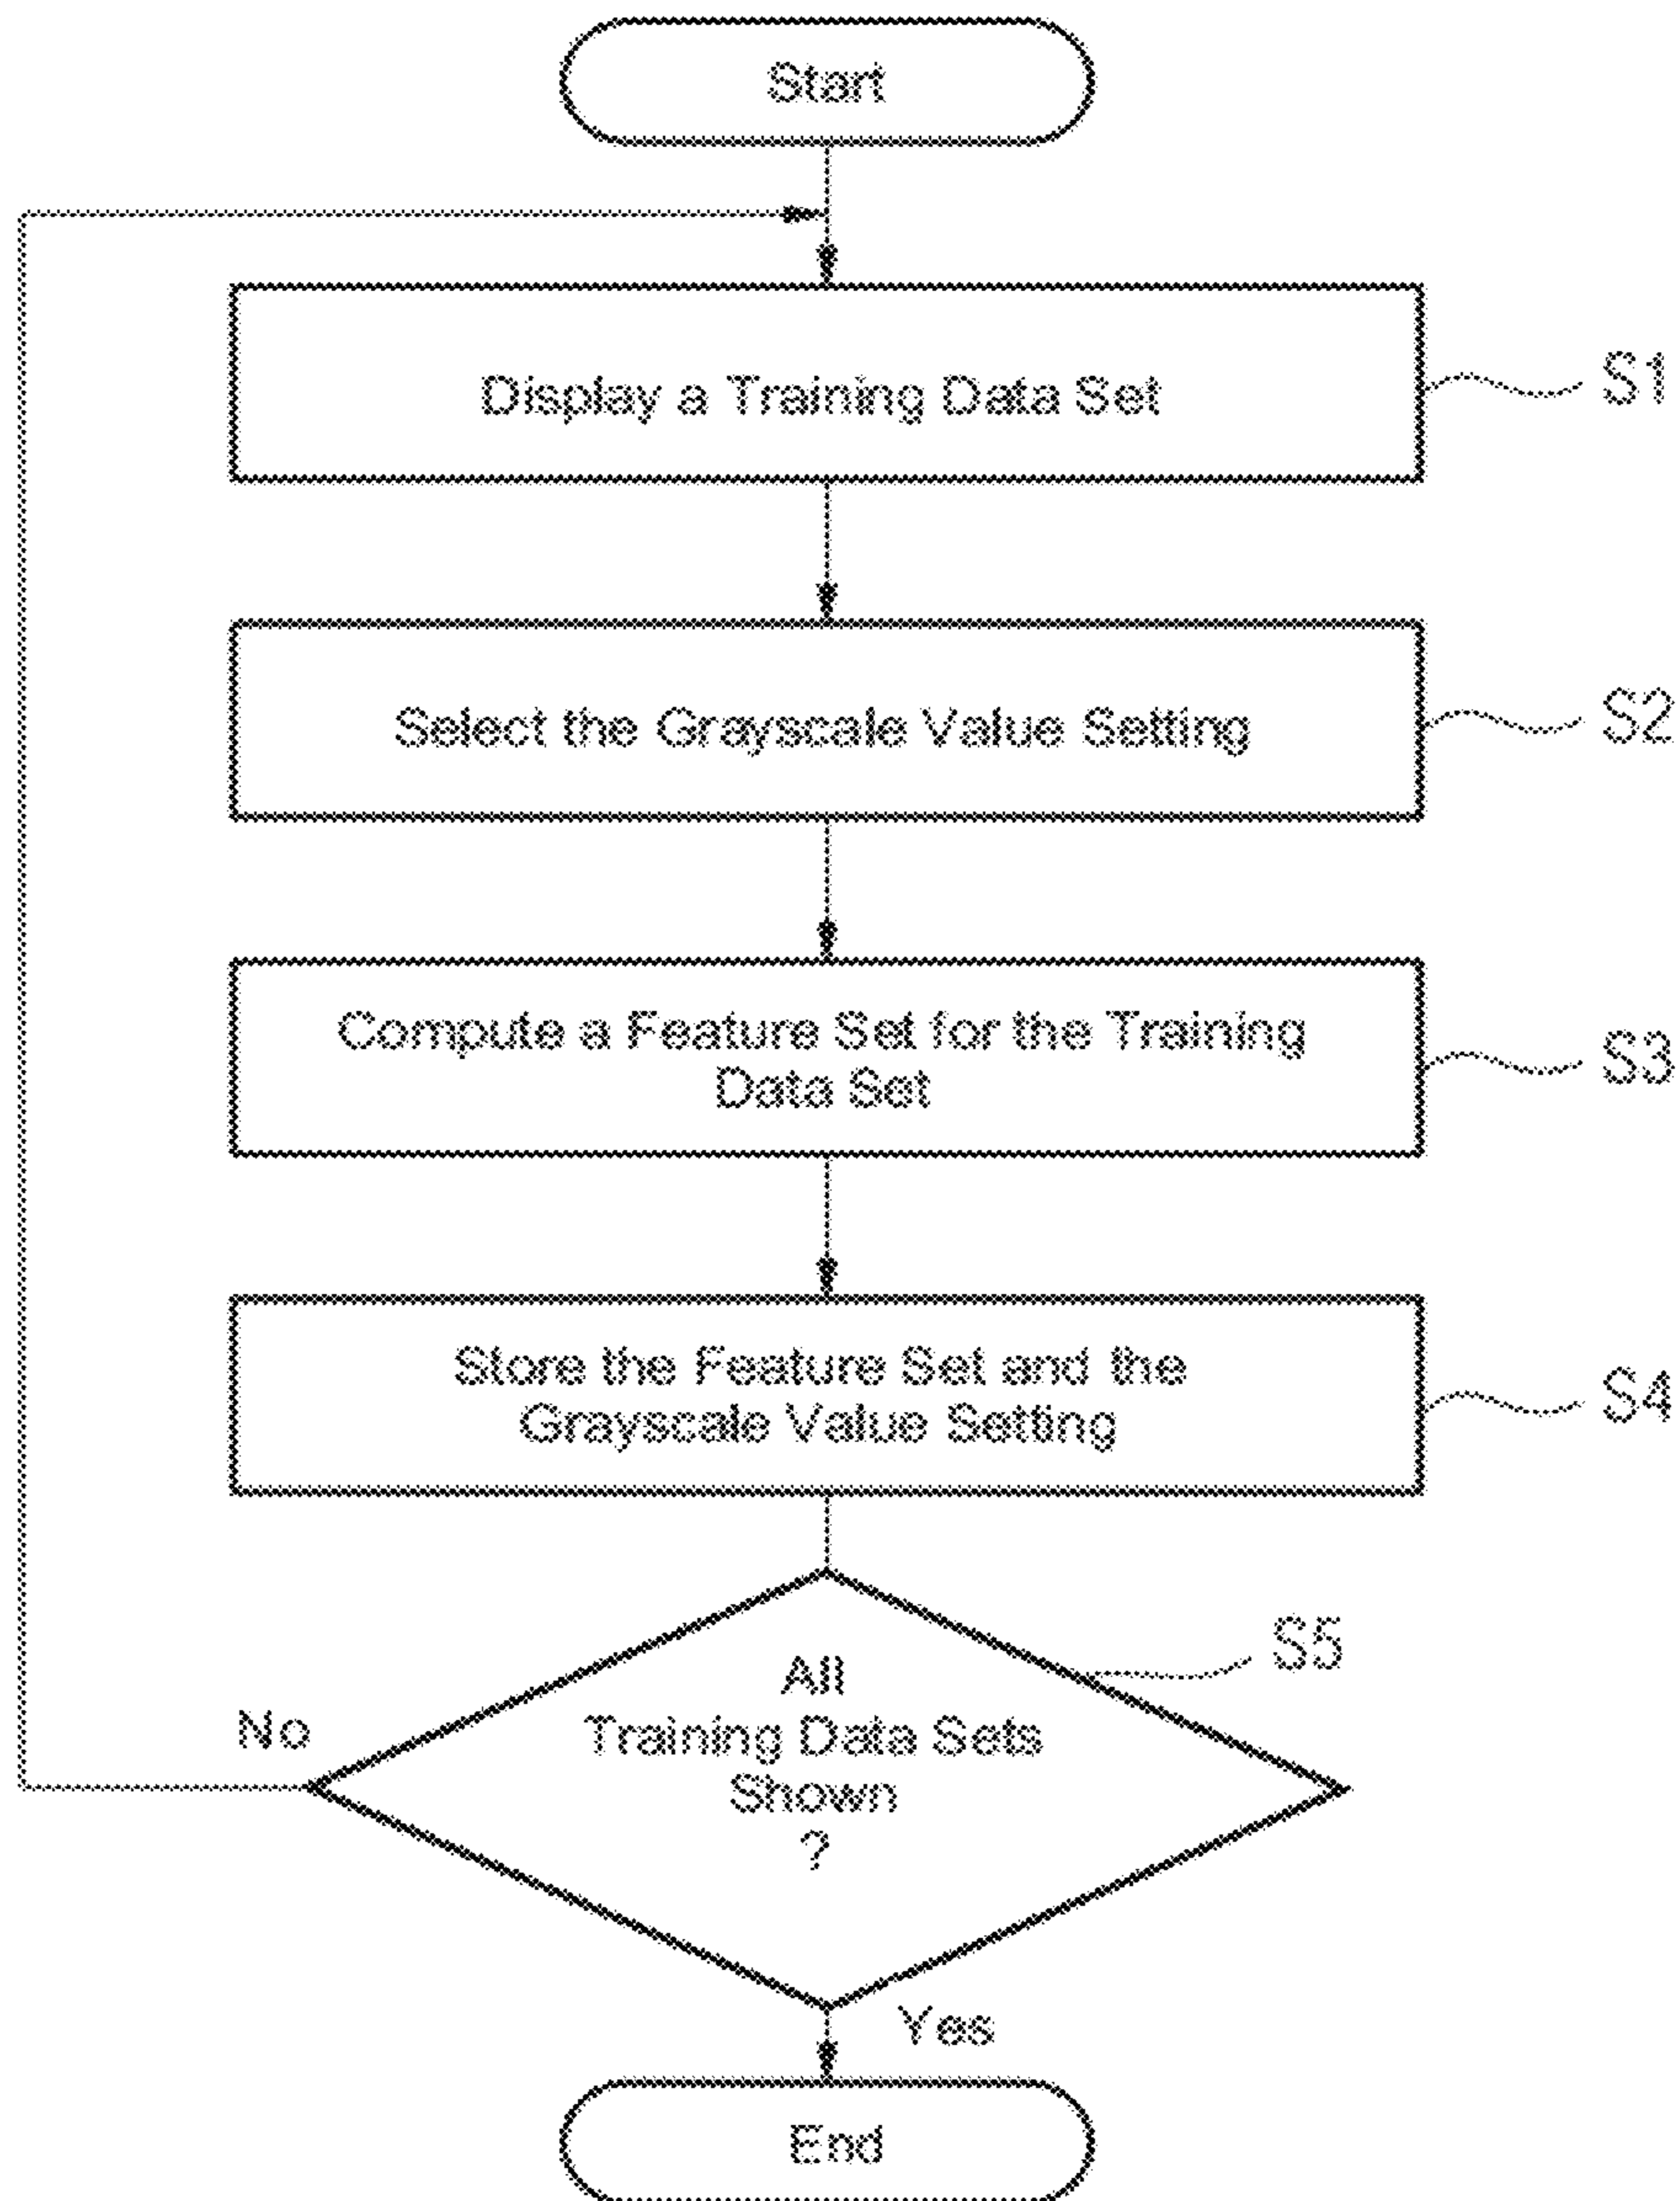 Start
Display a Training Data Set
S1
Select the Grayscale Value Setting
S2
Compute a Feature Set for the Training
Data Set
S3
Store the Feature Set and the
Grayscale Value Setting
S4
All
Training Data Sets
Shown
?
S5
No
Yes
End